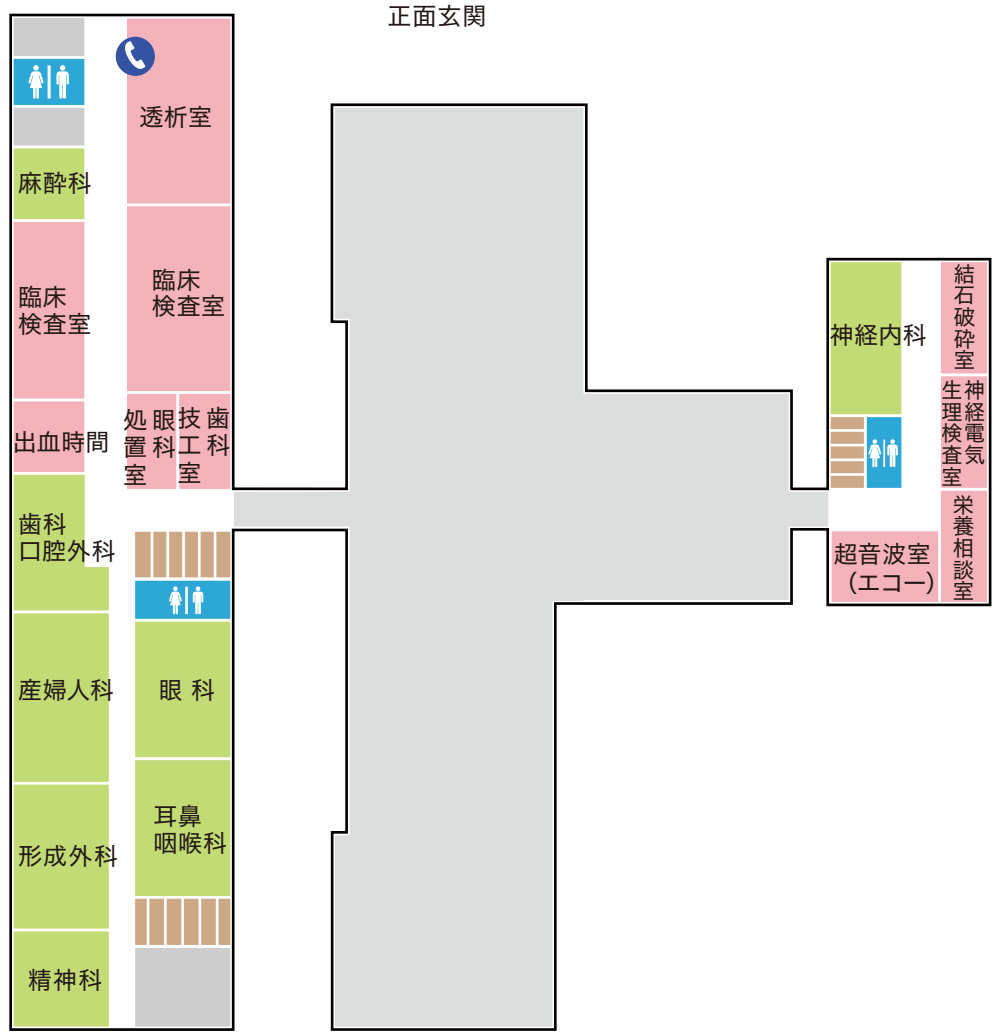 正面玄関
透析室
麻酔科
臨床
検査室
臨床
検査室
出血時間
眼科
処置室
歯科
技工室
歯科
口腔外科
産婦人科
眼 科
形成外科
耳鼻
咽喉科
精神科
神経内科
結石破砕室
神経電気
生理検査室
栄養相談室
超音波室
（エコー）